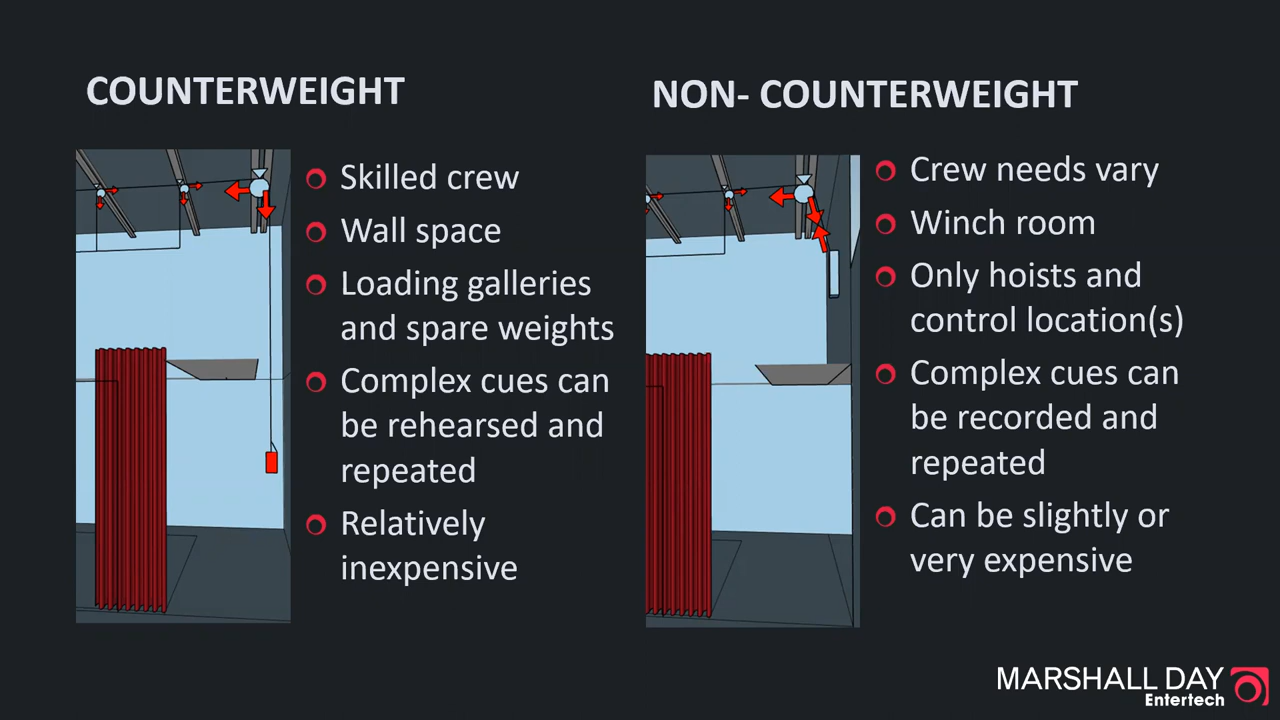 COUNTERWEIGHT
Skilled crew
Wall space
Loading galleries
and spare weights
Complex cues can
be rehearsed and
repeated
Relatively
inexpensive
NON- COUNTERWEIGHT
Crew needs vary
Winch room
Only hoists and
control location(s)
Complex cues can
be recorded and
repeated
Can be slightly or
very expensive
MARSHALL DAY
Entertech